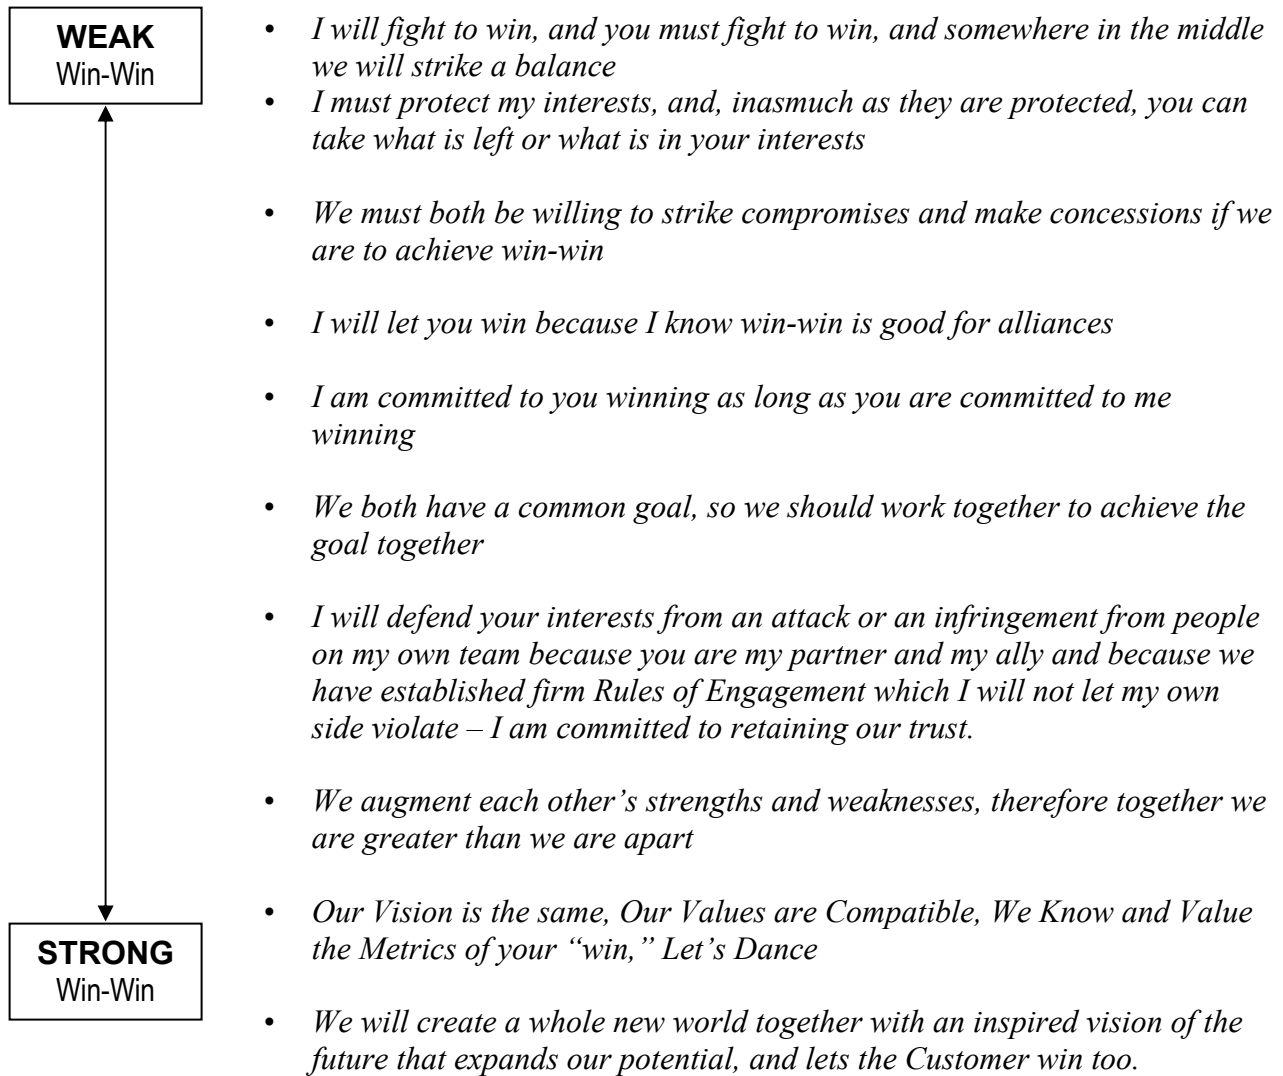 WEAK
Win-Win
• I will fight to win, and you must fight to win, and somewhere in the middle
we will strike a balance
• I must protect my interests, and, inasmuch as they are protected, you can
take what is left or what is in your interests
• We must both be willing to strike compromises and make concessions if we
are to achieve win-win
• I will let you win because I know win-win is good for alliances
• I am committed to you winning as long as you are committed to me
winning
• We both have a common goal, so we should work together to achieve the
goal together
• I will defend your interests from an attack or an infringement from people
on my own team because you are my partner and my ally and because we
have established firm Rules of Engagement which I will not let my own
side violate – I am committed to retaining our trust.
• We augment each other’s strengths and weaknesses, therefore together we
are greater than we are apart
STRONG
Win-Win
• Our Vision is the same, Our Values are Compatible, We Know and Value
the Metrics of your “win,” Let’s Dance
• We will create a whole new world together with an inspired vision of the
future that expands our potential, and lets the Customer win too.